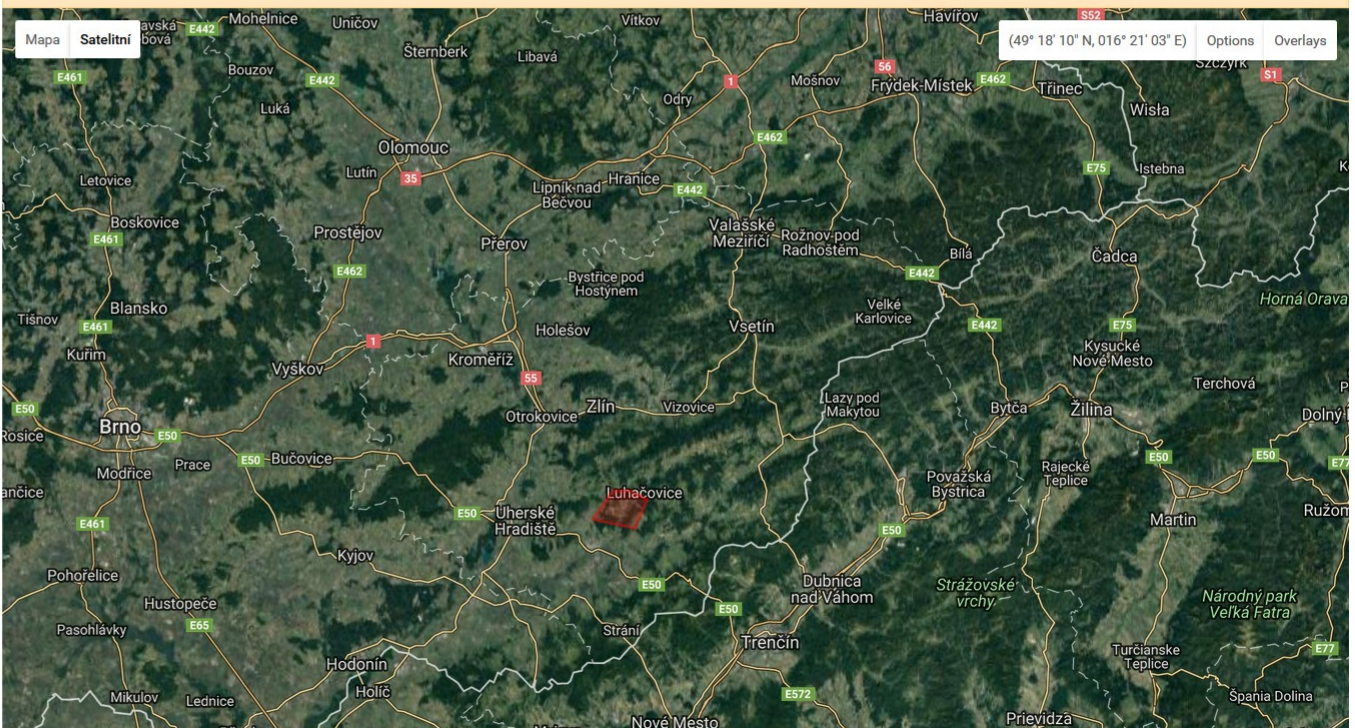 Mapa
Satelitní
(49° 18' 10" N, 016° 21' 03" E)
Options
Overlays
Mohelnice
Uničov
Vítkov
Havířov
S52
E442
Šternberk
Libavá
E461
Bouzov
E442
1
Mošnov
56
Frýdek-Místek
E462
Třinec
Szczyrk
S1
Luká
Odry
Wisła
Olomouc
E462
Letovice
Lutín
35
Lipník nad
Bečvou
Hranice
E442
E75
Istebna
Boskovice
E461
Prostějov
Přerov
Valašské
Meziříčí
Rožnov pod
Radhoštěm
Bílá
Čadca
E462
Bystřice pod
Hostýnem
E442
Tišnov
Blansko
E461
Holešov
Vsetín
Velké
Karlovice
E442
E75
Horná Orava
Kuřim
1
Vyškov
Kroměříž
55
Kysucké
Nové Mesto
Terchová
E50
Brno
Rosice
E50
Otrokovice
Zlín
Vizovice
Lazy pod
Makytou
Bytča
Žilina
Dolný
Modřice
Prace
E50
Bučovice
E50
E50
E77
Luhačovice
Považská
Bystrica
Rajecké
Teplice
E461
E50
Uherské
Hradiště
E50
Martin
Ružom
Kyjov
Pohořelice
E50
Dubnica
nad Váhom
Strážovské
vrchy
Národný park
Veľká Fatra
Hustopeče
E65
E50
Pasohlávky
Strání
Trenčín
Turčianske
Teplice
E77
Hodonín
Holíč
Mikulov
Lednice
E572
Špania Dolina
Nové Mesto
Prievidza